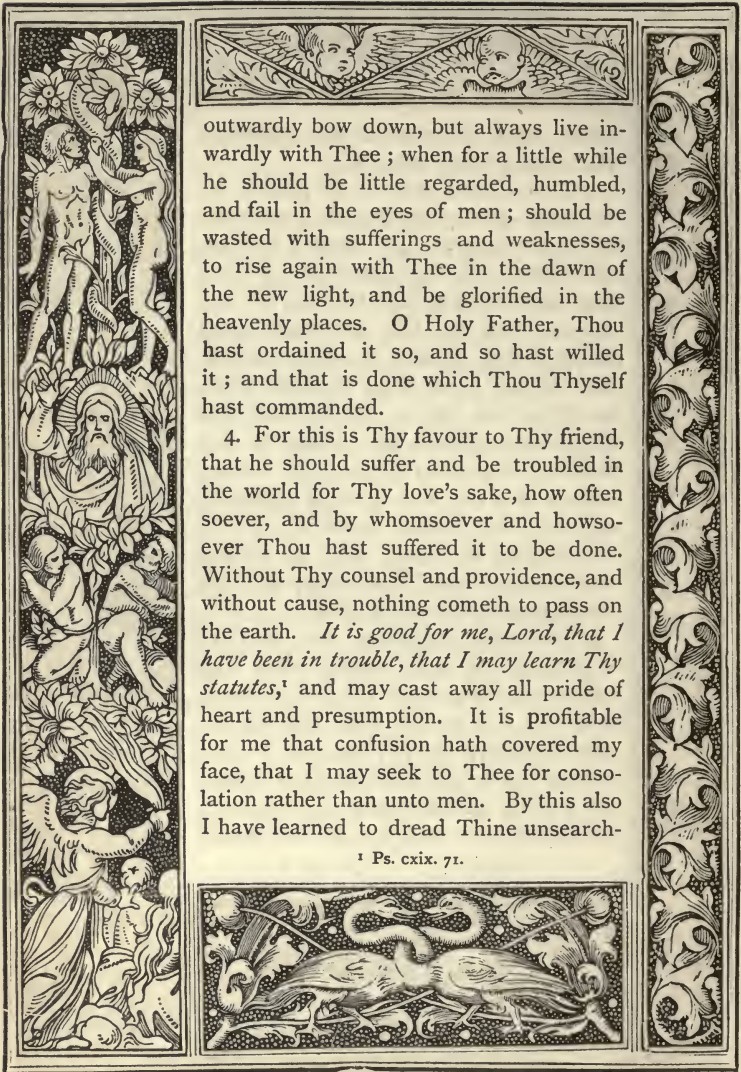 outwardly bow down, but always live in-
wardly with Thee ; when for a little while
he should be little regarded, humbled,
and fail in the eyes of men ; should be
wasted with sufferings and weaknesses,
to rise again with Thee in the dawn of
the new light, and be glorified in the
heavenly places. O Holy Father, Thou
hast ordained it so, and so hast willed
it ; and that is done which Thou Thyself
hast commanded.
4. For this is Thy favour to Thy friend,
that he should suffer and be troubled in
the world for Thy love's sake, how often
soever, and by whomsoever and howso-
ever Thou hast suffered it to be done.
Without Thy counsel and providence, and
without cause, nothing cometh to pass on
the earth. It is good for me, Lord, that I
have been in trouble, that I may learn Thy
statutes,¹ and may cast away all pride of
heart and presumption. It is profitable
for me that confusion hath covered my
face, that I may seek to Thee for conso-
lation rather than unto men. By this also
I have learned to dread Thine unsearch-
¹ Ps. cxix. 71.